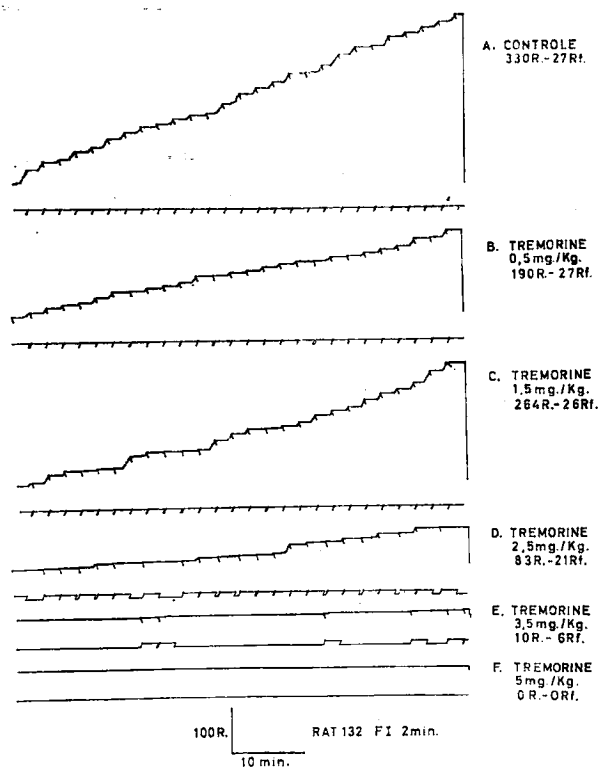 A. CONTROLE
330R.-27Rf.
B. TREMORINE
0,5mg./Kg.
190R.-27Rf.
C. TREMORINE
1,5mg./Kg.
264R.-26Rf.
D. TREMORINE
2,5mg./Kg.
83R.-21Rf.
E. TREMORINE
3,5mg./Kg.
10R.-6Rf.
F. TREMORINE
5mg./Kg.
0R.-0Rf.
100R.
RAT 132 FI 2min.
10 min.